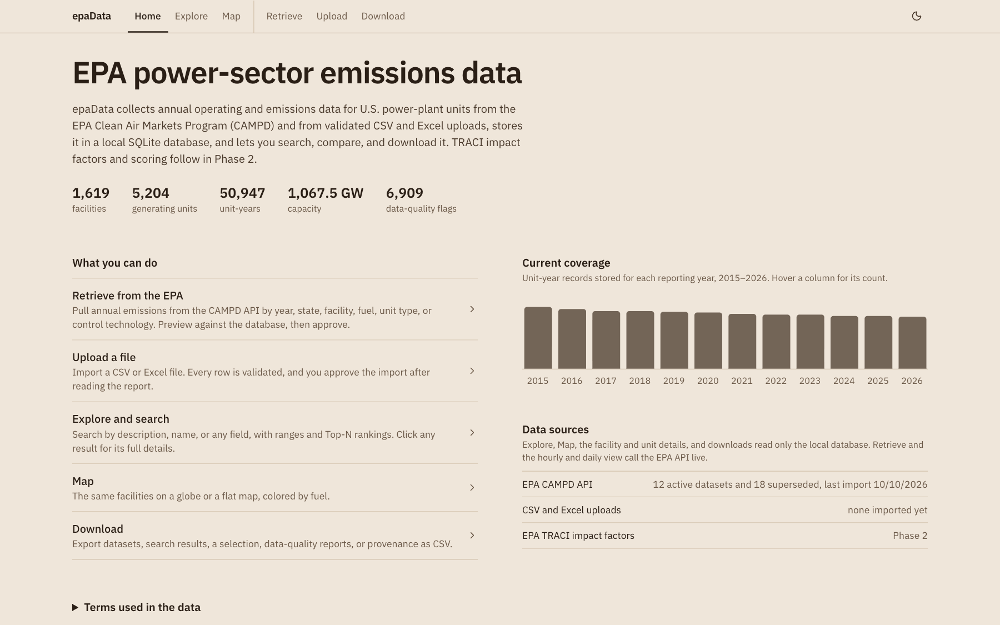 epaData Home Explore Map Retrieve Upload Download
EPA power-sector emissions data
epaData collects annual operating and emissions data for U.S. power-plant units from the
EPA Clean Air Markets Program (CAMPD) and from validated CSV and Excel uploads, stores
it in a local SQLite database, and lets you search, compare, and download it. TRACI impact
factors and scoring follow in Phase 2.
1,619 5,204 50,947 1,067.5 GW 6,909
facilities generating units unit-years capacity data-quality flags
What you can do
Retrieve from the EPA
Pull annual emissions from the CAMPD API by year, state, facility, fuel, unit type, or
control technology. Preview against the database, then approve.
Upload a file
Import a CSV or Excel file. Every row is validated, and you approve the import after
reading the report.
Explore and search
Search by description, name, or any field, with ranges and Top-N rankings. Click any
result for its full details.
Map
The same facilities on a globe or a flat map, colored by fuel.
Download
Export datasets, search results, a selection, data-quality reports, or provenance as CSV.
Current coverage
Unit-year records stored for each reporting year, 2015–2026. Hover a column for its count.
2015 2016 2017 2018 2019 2020 2021 2022 2023 2024 2025 2026
Data sources
Explore, Map, the facility and unit details, and downloads read only the local database. Retrieve and
the hourly and daily view call the EPA API live.
EPA CAMPD API 12 active datasets and 18 superseded, last import 10/10/2026
CSV and Excel uploads none imported yet
EPA TRACI impact factors Phase 2
Terms used in the data